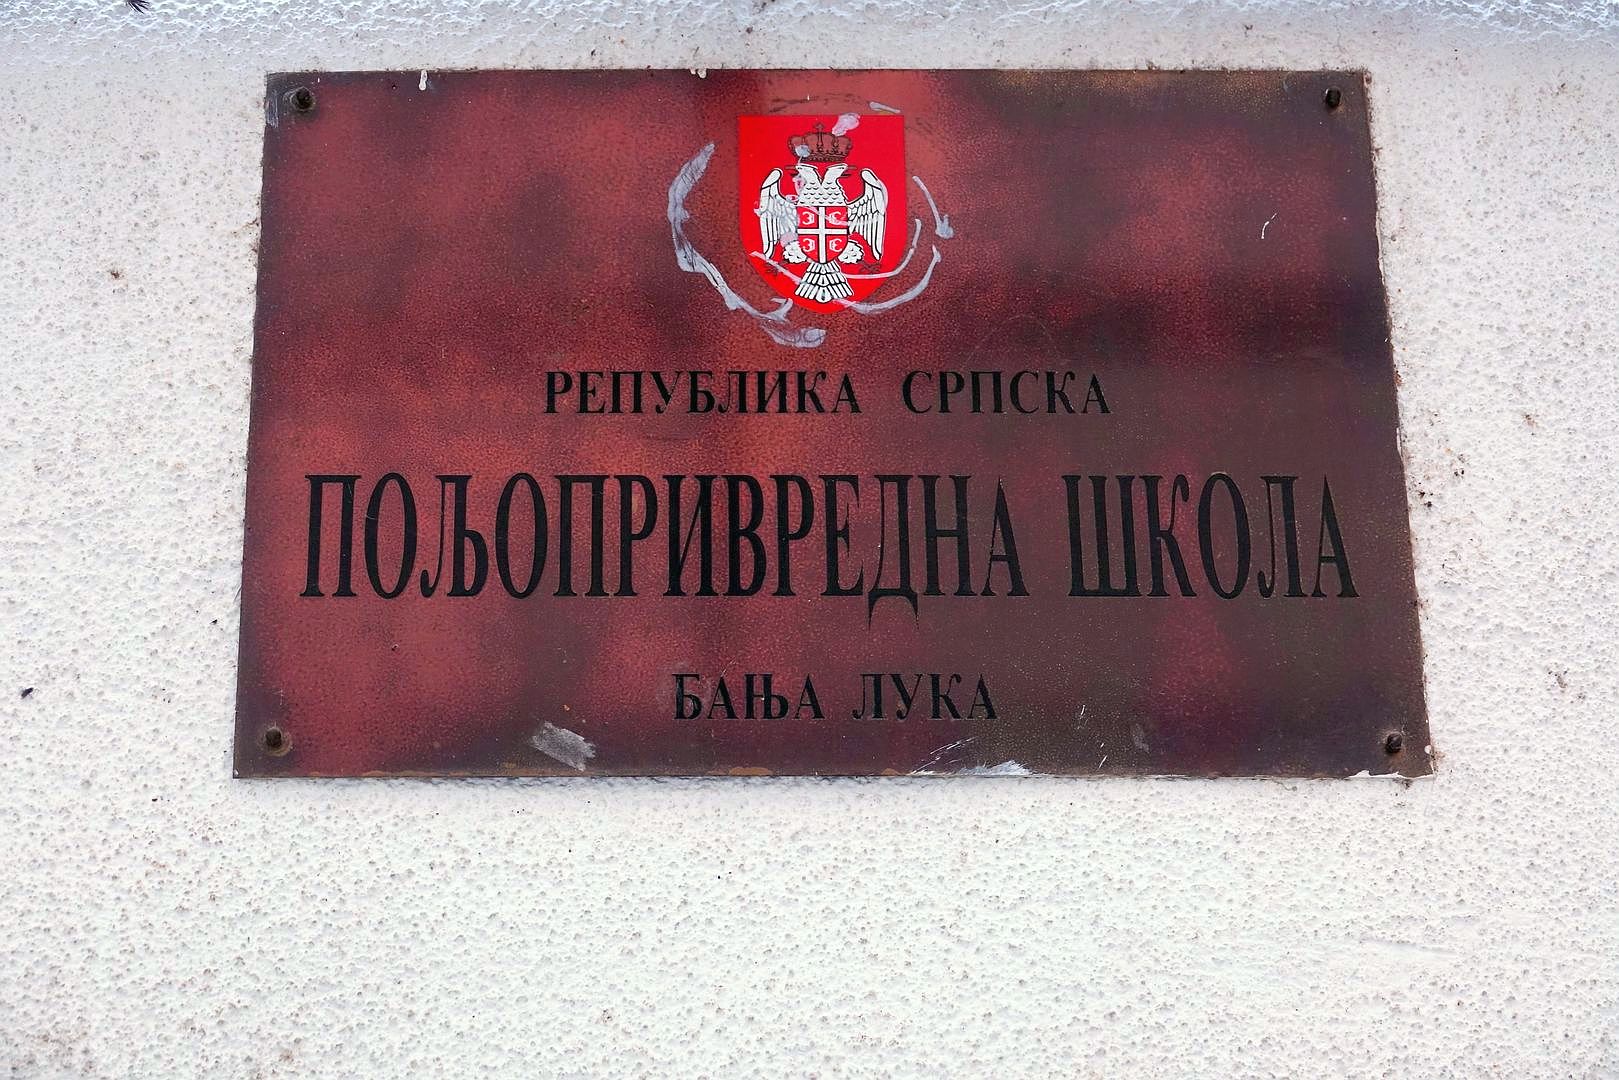 РЕПУБЛИКА СРПСКА
ПОЉОПРИВРЕДНА ШКОЛА
БАЊА ЛУКА